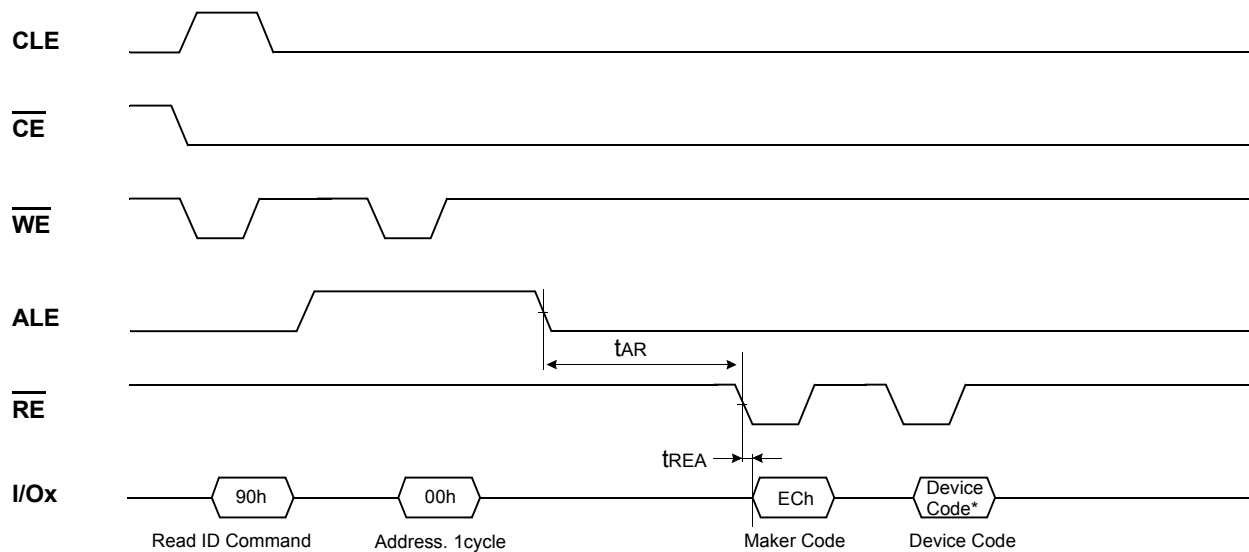 CLE
CE
WE
ALE
tAR
RE
tREA
I/Ox
90h
00h
ECh
Device
Code*
Read ID Command
Address. 1cycle
Maker Code
Device Code